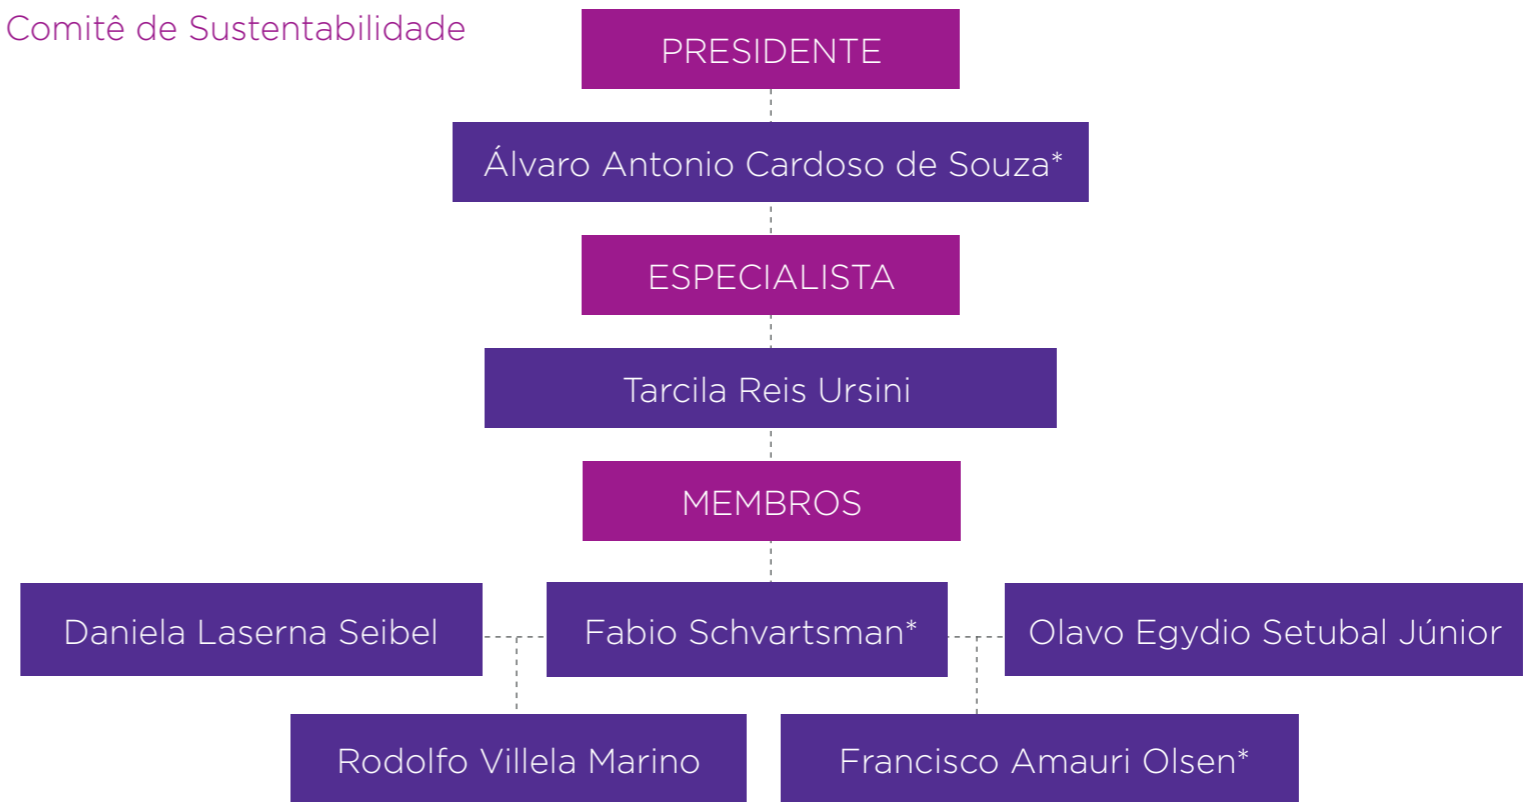 Comitê de Sustentabilidade
PRESIDENTE
Álvaro Antonio Cardoso de Souza*
ESPECIALISTA
Tarcila Reis Ursini
MEMBROS
Daniela Laserna Seibel
Fabio Schvartsman*
Olavo Egydio Setubal Júnior
Rodolfo Villela Marino
Francisco Amauri Olsen*